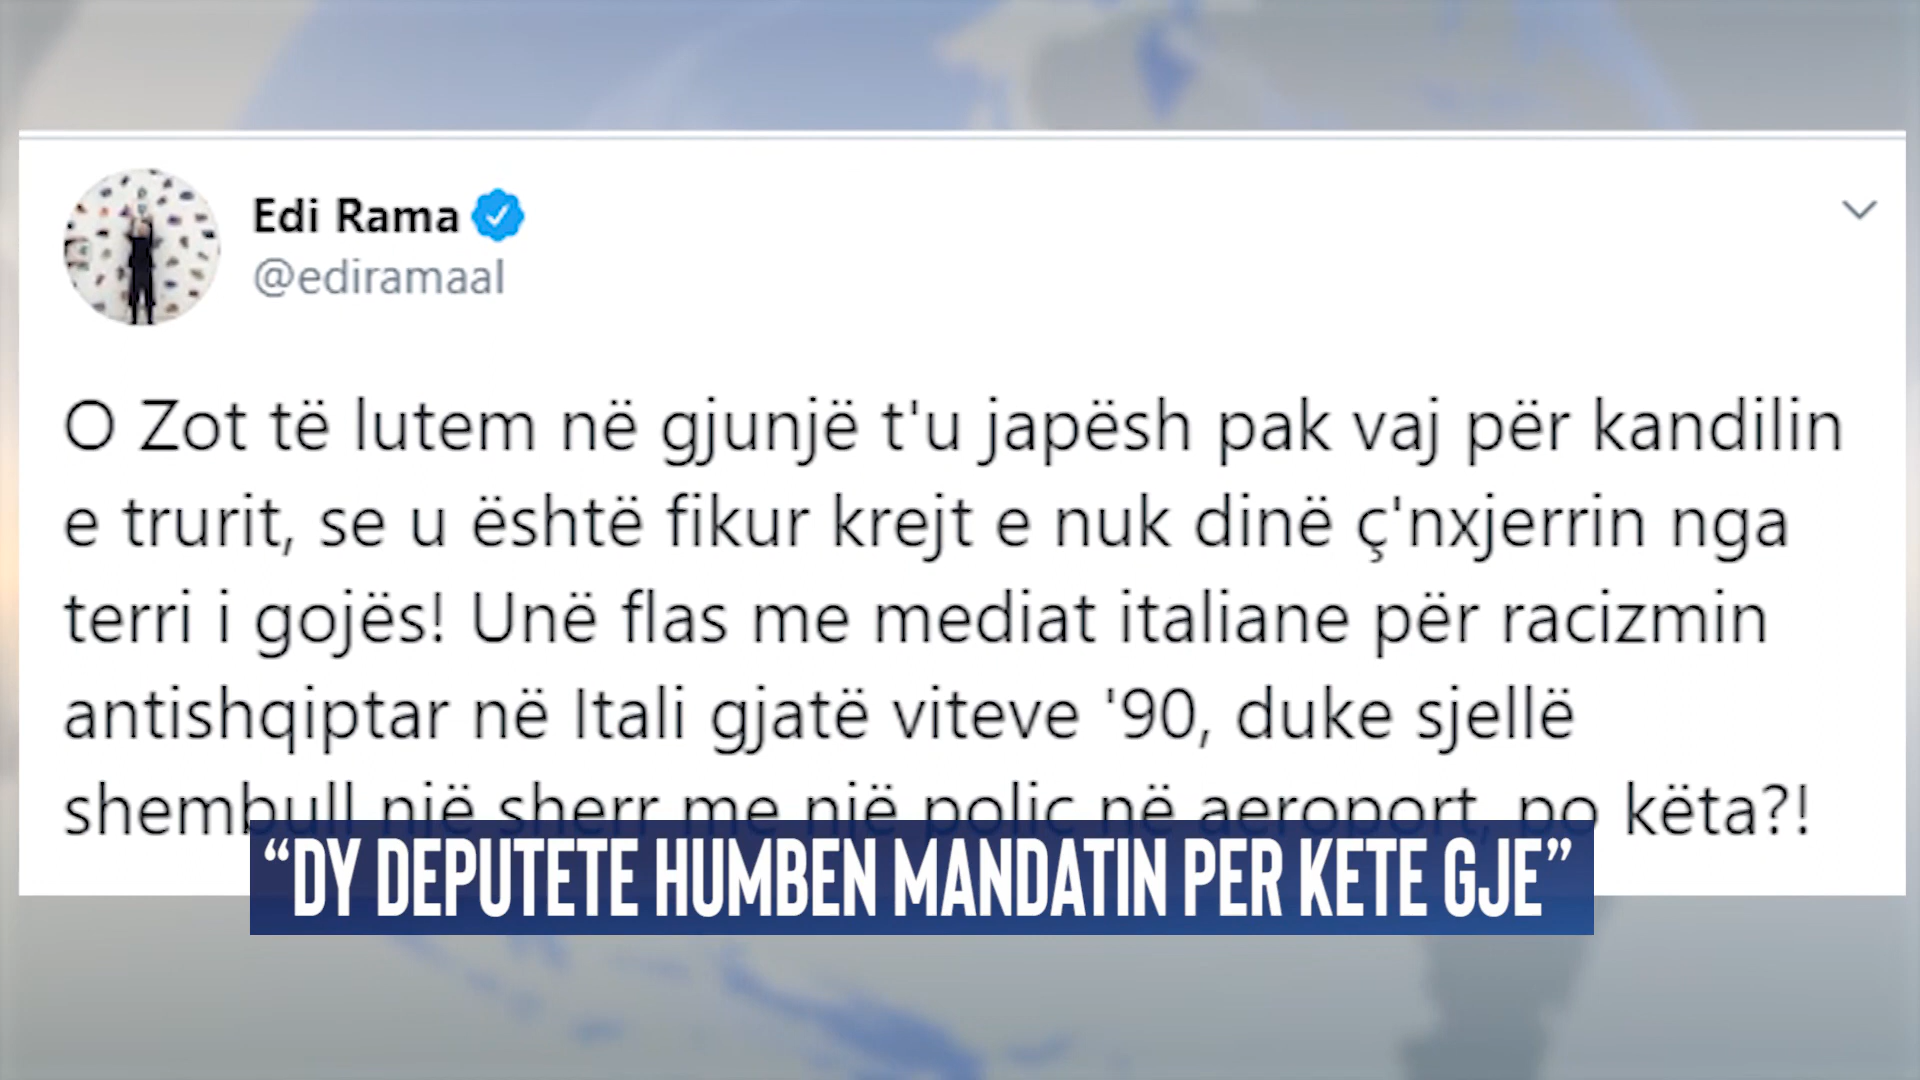 Edi Rama
@ediramaal
O Zot të lutem në gjunjë t'u japësh pak vaj për kandilin
e trurit, se u është fikur krejt e nuk dinë ç'nxjerrin nga
terri i gojës! Unë flas me mediat italiane për racizmin
antishqiptar në Itali gjatë viteve '90, duke sjellë
shembull një sherr me një polic në aeroport, po këta?!
“DY DEPUTETE HUMBEN MANDATIN PER KETE GJE”